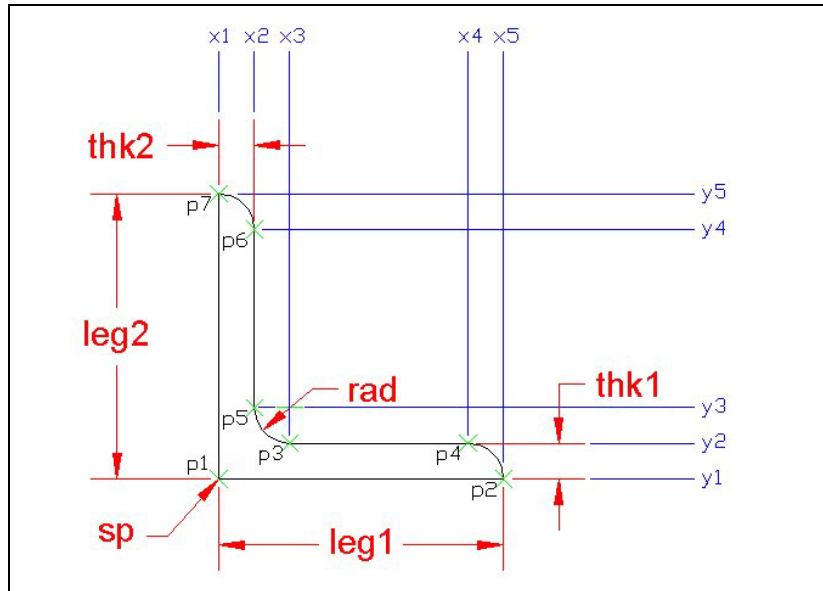 x1 x2 x3 x4 x5
thk2
p7 y5
p6 y4
leg2
rad thk1
p5 y3
p3 p4 y2
p1 p2 y1
sp
leg1